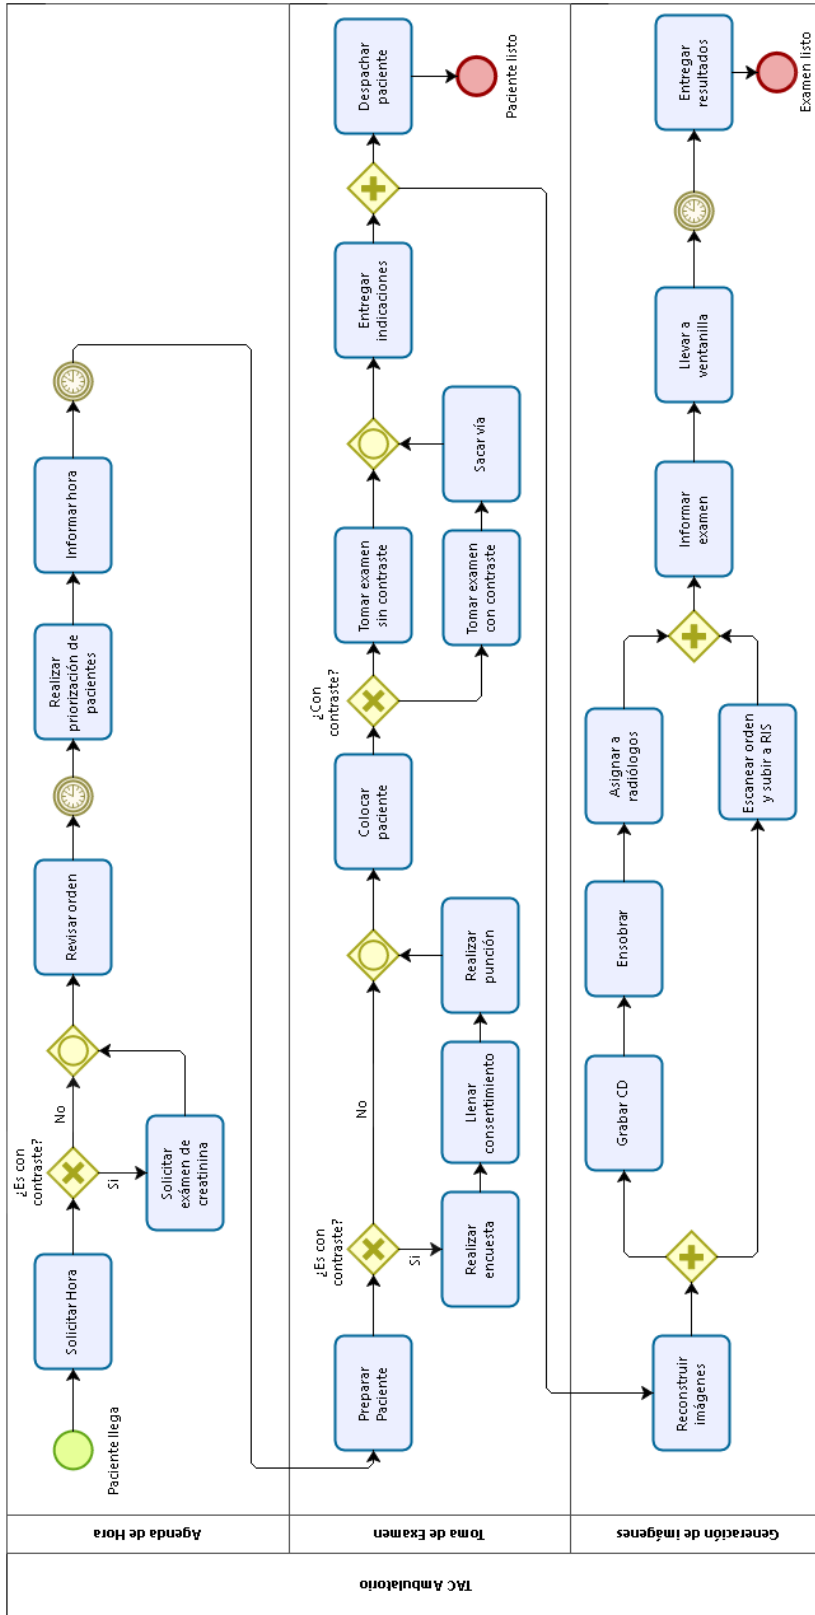 TAC Ambulatorio
Agenda de Hora
Paciente llega
Solicitar Hora
¿Es con
contraste?
No
Si
Solicitar
exámen de
creatinina
Revisar orden
Realizar
priorización de
pacientes
Informar hora
Toma de Examen
Preparar
Paciente
¿Es con
contraste?
No
Si
Realizar
encuesta
Llenar
consentimiento
Realizar
punción
Colocar
paciente
¿Con
contraste?
Tomar examen
sin contraste
Tomar examen
con contraste
Sacar vía
Entregar
indicaciones
Despachar
paciente
Paciente listo
Generación de imágenes
Reconstruir
imágenes
Grabar CD
Ensobrar
Asignar a
radiólogos
Escanear orden
y subir a RIS
Informar
examen
Llevar a
ventanilla
Entregar
resultados
Examen listo